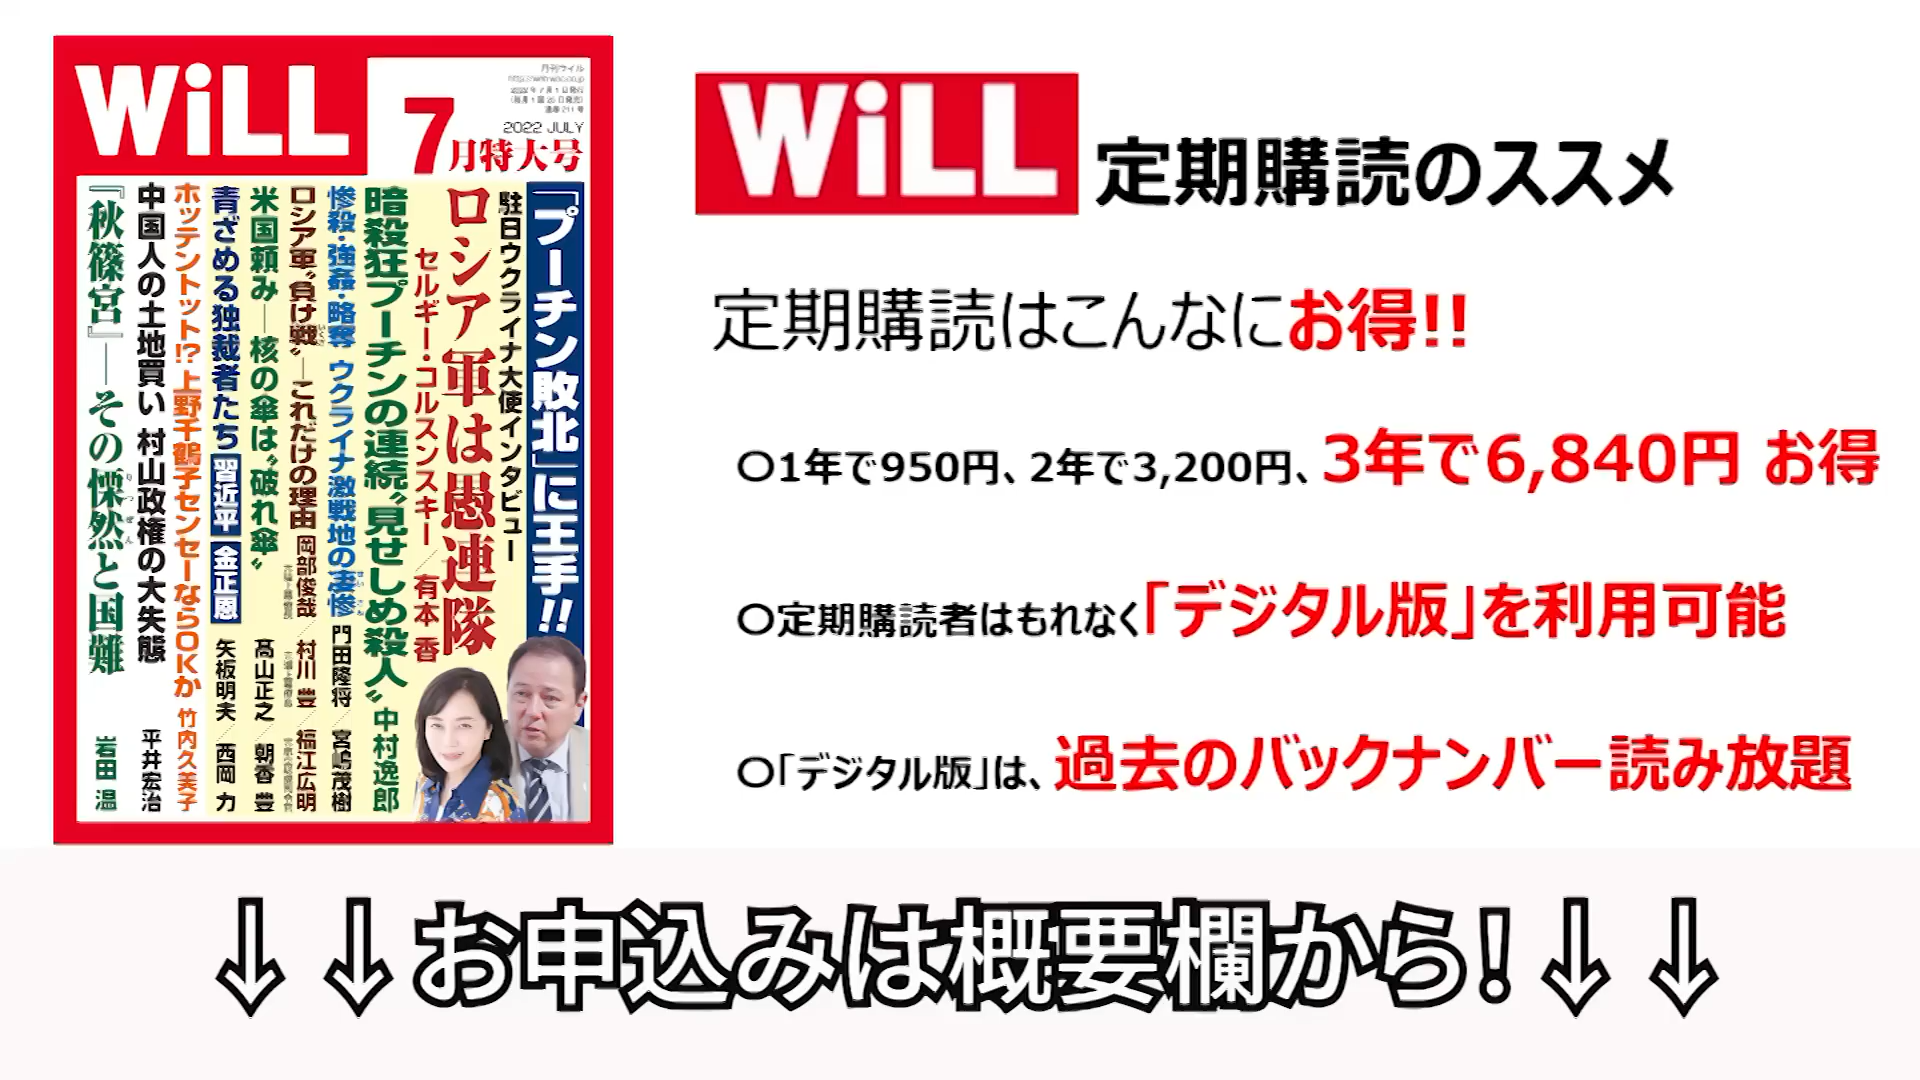 WiLL
月刊ウイル
2022 JULY
7月特大号
「プーチン敗北」に王手!!
駐日ウクライナ大使インタビュー
ロシア軍は愚連隊
セルギー・コルスンスキー／有本 香
暗殺狂プーチンの連続〝見せしめ殺人〟 中村逸郎
惨殺・強姦・略奪 ウクライナ激戦地の凄惨 門田隆将／宮嶋茂樹
ロシア軍〝負け戦〟―これだけの理由 岡部俊哉／村川 豊／福江広明
米国頼み―核の傘は〝破れ傘〟 髙山正之／朝香 豊
青ざめる独裁者たち 習近平 金正恩 矢板明夫／西岡 力
ホッテントット!?上野千鶴子センセーならOKか 竹内久美子
中国人の土地買い 村山政権の大失態 平井宏治
『秋篠宮』―その慄然と国難 岩田 温
WiLL 定期購読のススメ
定期購読はこんなにお得!!
○1年で950円、2年で3,200円、3年で6,840円 お得
○定期購読者はもれなく「デジタル版」を利用可能
○「デジタル版」は、過去のバックナンバー読み放題
↓↓お申込みは概要欄から!↓↓